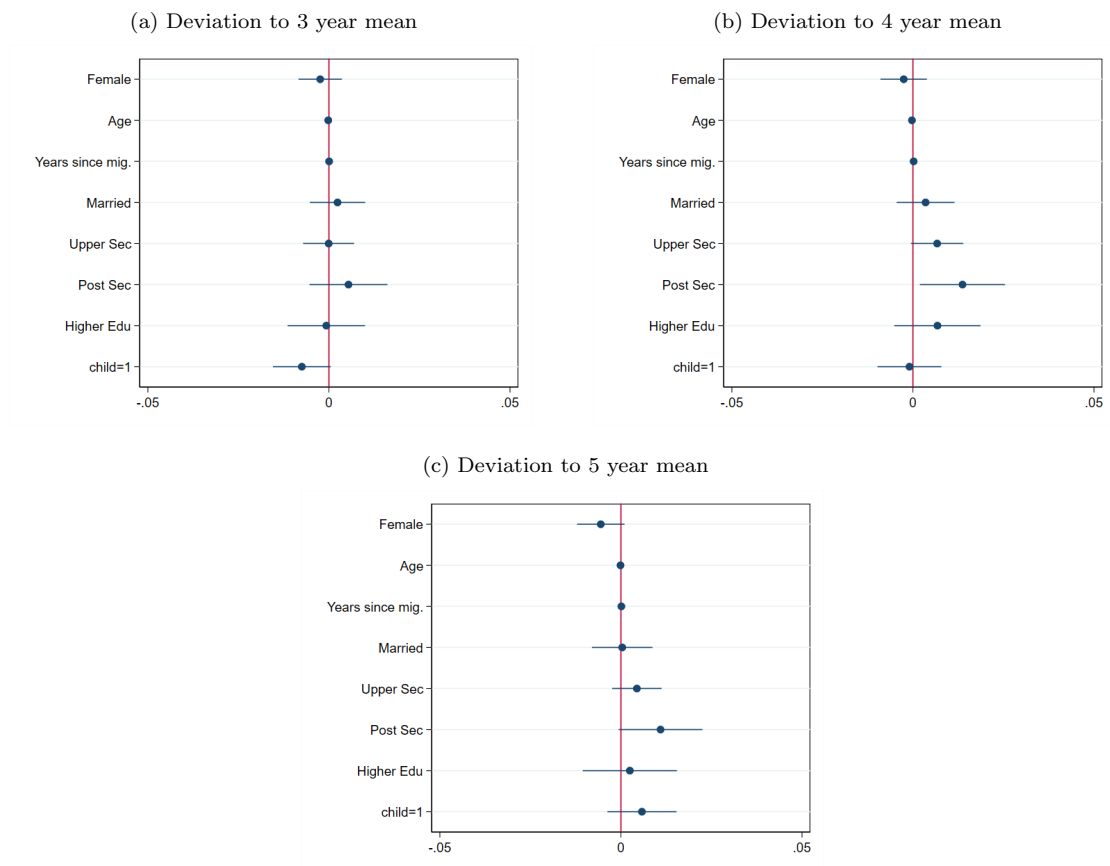 (a) Deviation to 3 year mean
Female
Age
Years since mig.
Married
Upper Sec
Post Sec
Higher Edu
child=1
-.05 0 .05
(b) Deviation to 4 year mean
Female
Age
Years since mig.
Married
Upper Sec
Post Sec
Higher Edu
child=1
-.05 0 .05
(c) Deviation to 5 year mean
Female
Age
Years since mig.
Married
Upper Sec
Post Sec
Higher Edu
child=1
-.05 0 .05